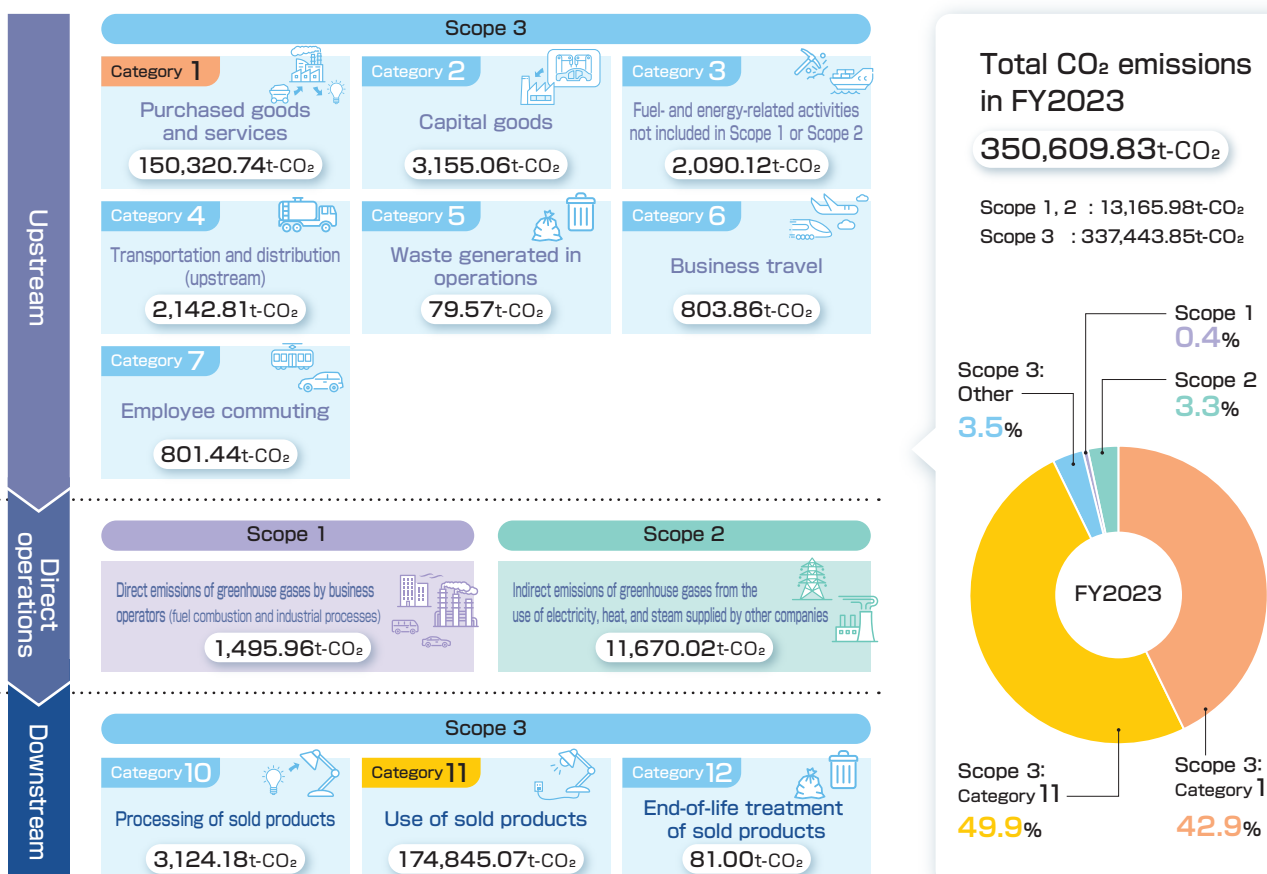 Scope 3
Category 1
Purchased goods
and services
150,320.74t-CO₂
Category 2
Capital goods
3,155.06t-CO₂
Category 3
Fuel- and energy-related activities
not included in Scope 1 or Scope 2
2,090.12t-CO₂
Category 4
Transportation and distribution
(upstream)
2,142.81t-CO₂
Category 5
Waste generated in
operations
79.57t-CO₂
Category 6
Business travel
803.86t-CO₂
Category 7
Employee commuting
801.44t-CO₂
Upstream
Direct
operations
Scope 1
Direct emissions of greenhouse gases by business
operators (fuel combustion and industrial processes)
1,495.96t-CO₂
Scope 2
Indirect emissions of greenhouse gases from the
use of electricity, heat, and steam supplied by other companies
11,670.02t-CO₂
Downstream
Scope 3
Category 10
Processing of sold products
3,124.18t-CO₂
Category 11
Use of sold products
174,845.07t-CO₂
Category 12
End-of-life treatment
of sold products
81.00t-CO₂
Total CO₂ emissions
in FY2023
350,609.83t-CO₂
Scope 1, 2 : 13,165.98t-CO₂
Scope 3 : 337,443.85t-CO₂
Scope 1
0.4%
Scope 2
3.3%
Scope 3:
Other
3.5%
FY2023
Scope 3:
Category 11
49.9%
Scope 3:
Category 1
42.9%